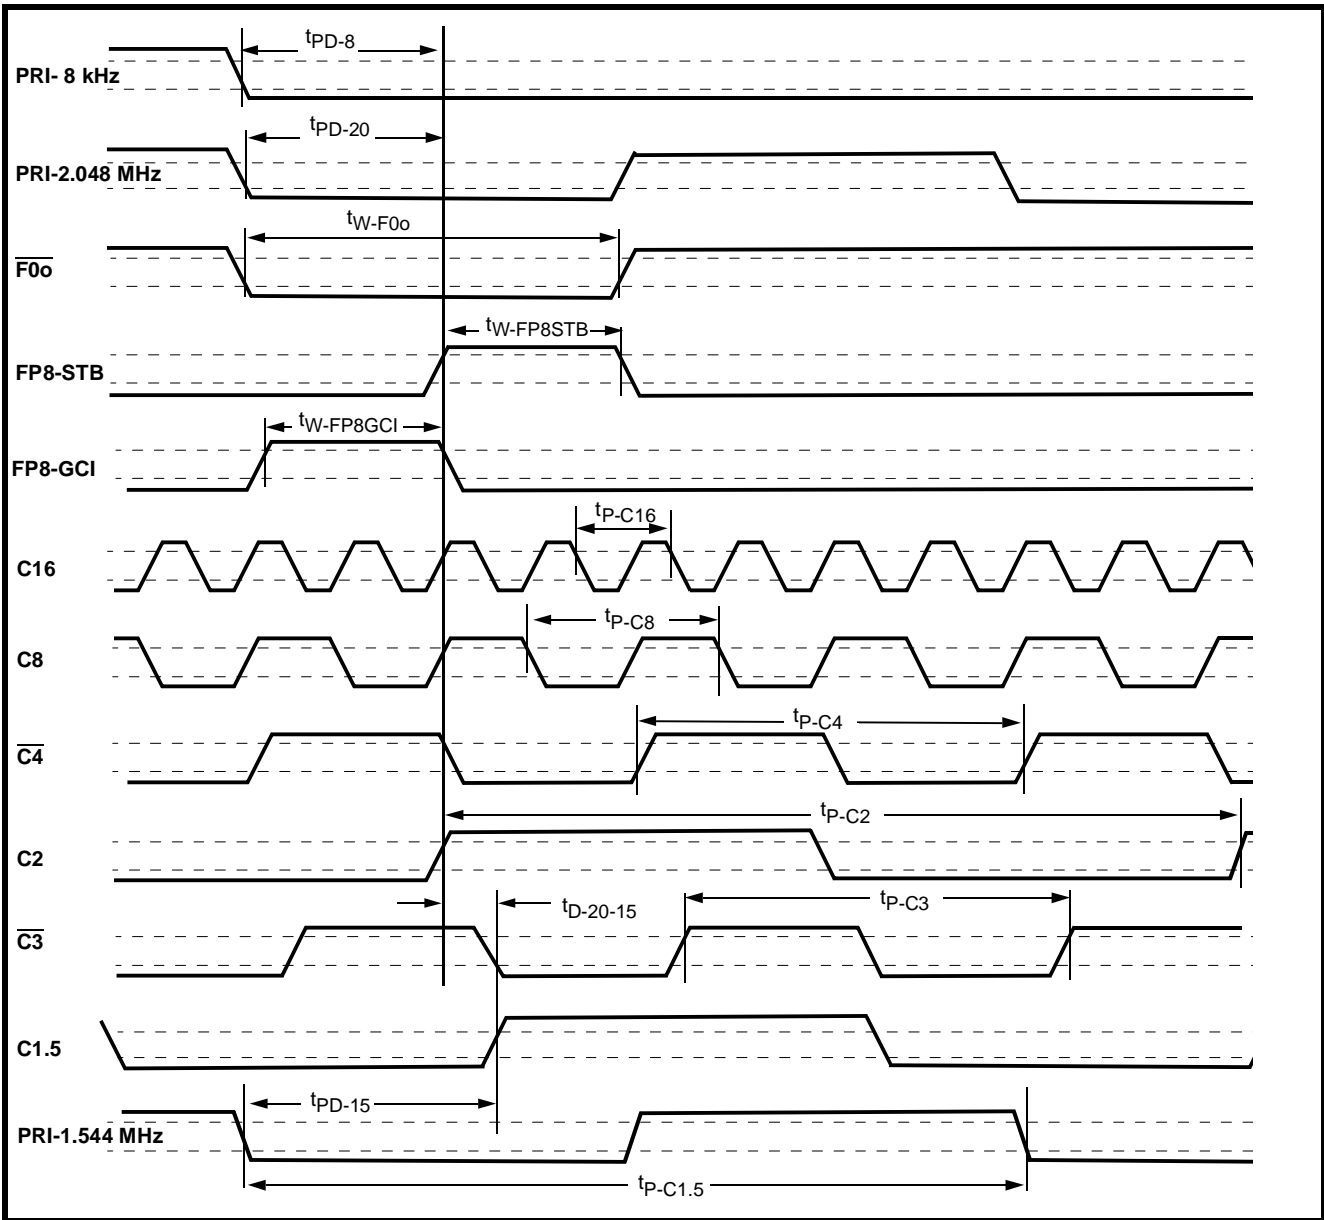 tPD-8
PRI- 8 kHz
tPD-20
PRI-2.048 MHz
tW-F0o
F0o
tW-FP8STB
FP8-STB
tW-FP8GCI
FP8-GCI
tP-C16
C16
tP-C8
C8
tP-C4
C4
tP-C2
C2
tD-20-15
tP-C3
C3
C1.5
tPD-15
PRI-1.544 MHz
tP-C1.5